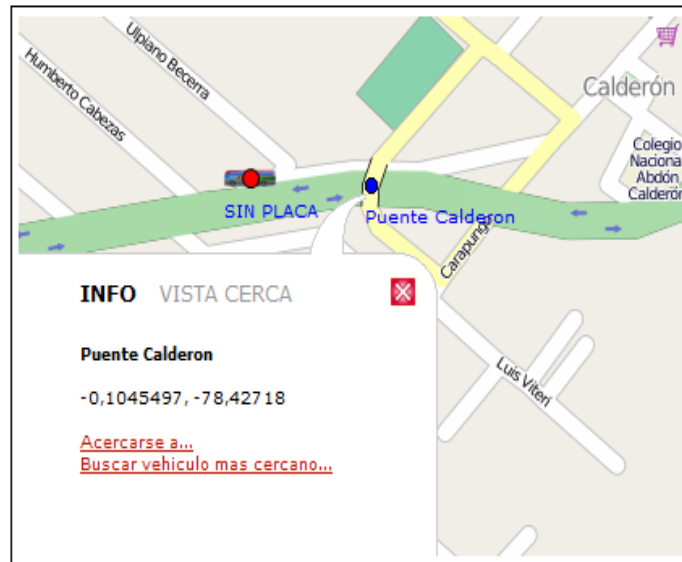 Ulpiano Becerra
Humberto Cabezas
Calderón
Colegio
Naciona
Abdón
Calderón
SIN PLACA
Puente Calderon
Carapungo
INFO VISTA CERCA
Puente Calderon
-0,1045497, -78,42718
Luis Viteri
Acercarse a...
Buscar vehiculo mas cercano...